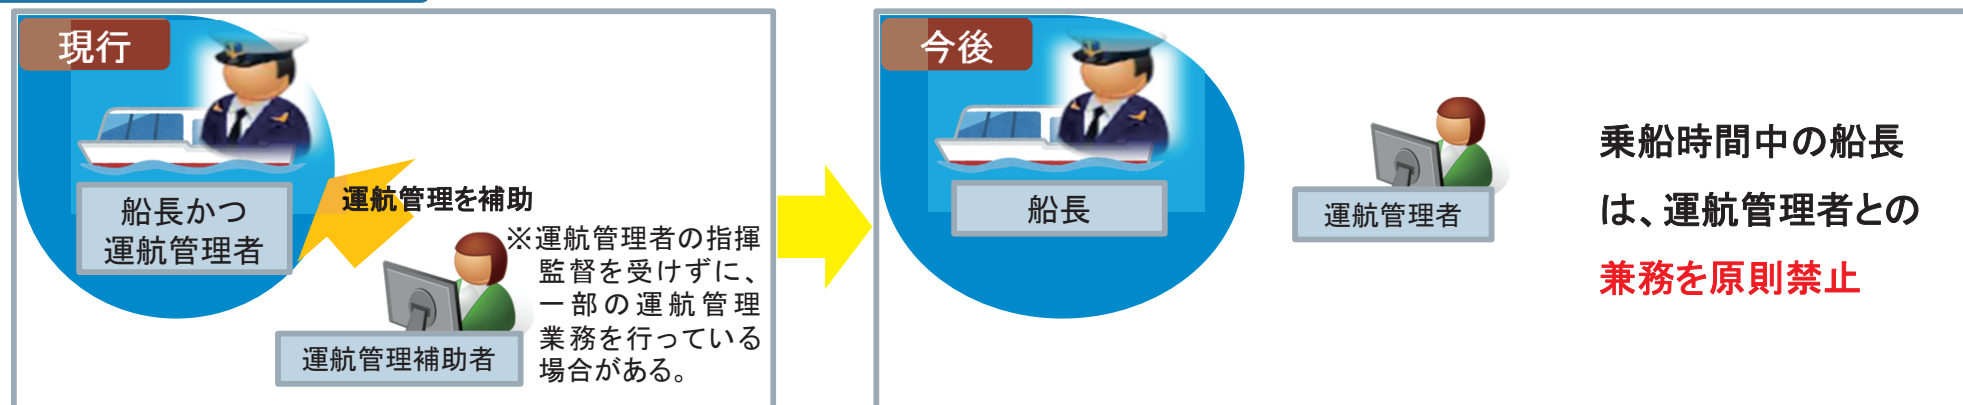 現行
船長かつ
運航管理者
運航管理を補助
※運航管理者の指揮
監督を受けずに、
一部の運航管理
業務を行っている
場合がある。
運航管理補助者
今後
船長
運航管理者
乗船時間中の船長
は、運航管理者との
兼務を原則禁止